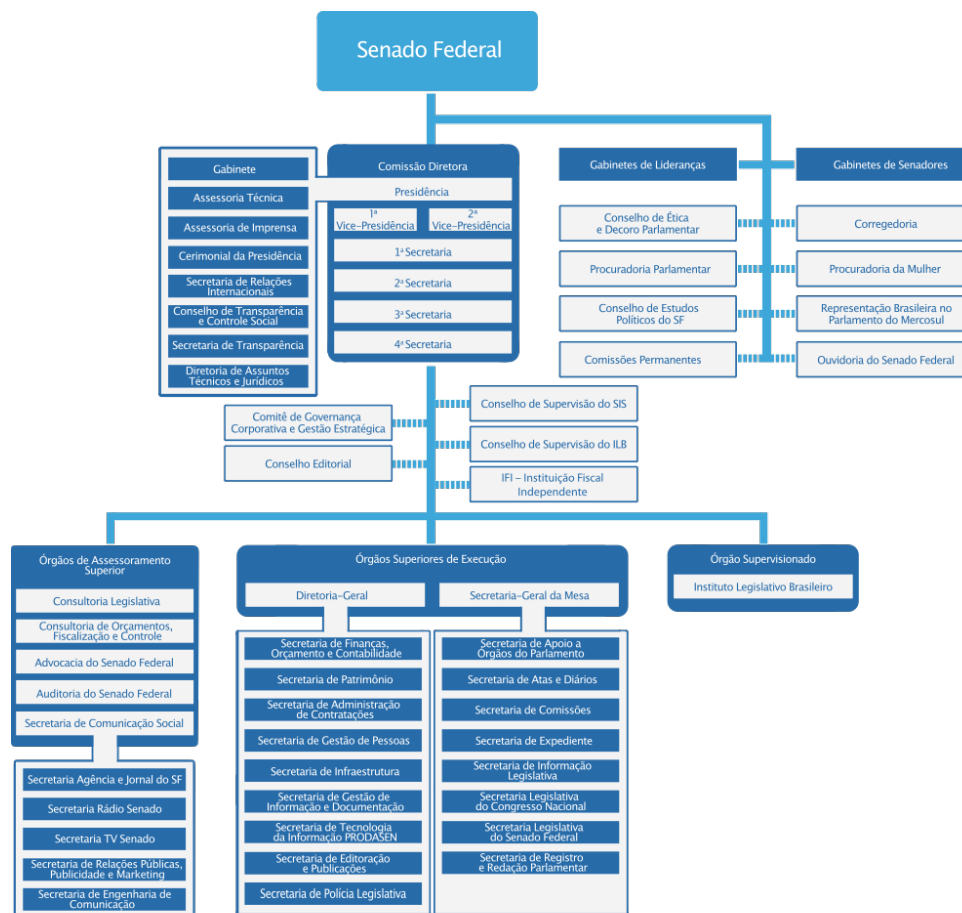 Senado Federal
Gabinete
Assessoria Técnica
Assessoria de Imprensa
Cerimonial da Presidência
Secretaria de Relações
Internacionais
Conselho de Transparência
e Controle Social
Secretaria de Transparência
Diretoria de Assuntos
Técnicos e Jurídicos
Comissão Diretora
Presidência
1ª
Vice-Presidência
2ª
Vice-Presidência
1ª Secretaria
2ª Secretaria
3ª Secretaria
4ª Secretaria
Gabinetes de Lideranças
Gabinetes de Senadores
Conselho de Ética
e Decoro Parlamentar
Corregedoria
Procuradoria Parlamentar
Procuradoria da Mulher
Conselho de Estudos
Políticos do SF
Representação Brasileira no
Parlamento do Mercosul
Comissões Permanentes
Ouvidoria do Senado Federal
Comitê de Governança
Corporativa e Gestão Estratégica
Conselho Editorial
Conselho de Supervisão do SIS
Conselho de Supervisão do ILB
IFI – Instituição Fiscal
Independente
Órgãos de Assessoramento
Superior
Consultoria Legislativa
Consultoria de Orçamentos,
Fiscalização e Controle
Advocacia do Senado Federal
Auditoria do Senado Federal
Secretaria de Comunicação Social
Secretaria Agência e Jornal do SF
Secretaria Rádio Senado
Secretaria TV Senado
Secretaria de Relações Públicas,
Publicidade e Marketing
Secretaria de Engenharia de
Comunicação
Órgãos Superiores de Execução
Diretoria-Geral
Secretaria de Finanças,
Orçamento e Contabilidade
Secretaria de Patrimônio
Secretaria de Administração
de Contratações
Secretaria de Gestão de Pessoas
Secretaria de Infraestrutura
Secretaria de Gestão de
Informação e Documentação
Secretaria de Tecnologia
da Informação PRODASEN
Secretaria de Editoração
e Publicações
Secretaria de Polícia Legislativa
Secretaria-Geral da Mesa
Secretaria de Apoio a
Órgãos do Parlamento
Secretaria de Atas e Diários
Secretaria de Comissões
Secretaria de Expediente
Secretaria de Informação
Legislativa
Secretaria Legislativa
do Congresso Nacional
Secretaria Legislativa
do Senado Federal
Secretaria de Registro
e Redação Parlamentar
Órgão Supervisionado
Instituto Legislativo Brasileiro